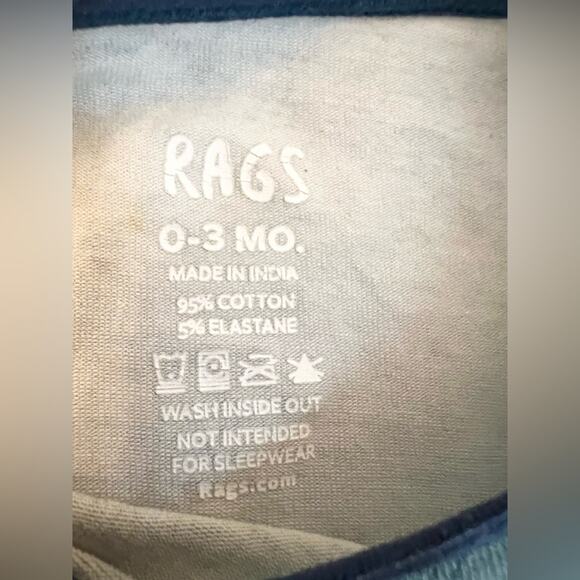 RAGS
0-3 MO.
MADE IN INDIA
95% COTTON
5% ELASTANE
WASH INSIDE OUT
NOT INTENDED
FOR SLEEPWEAR
Rags.com